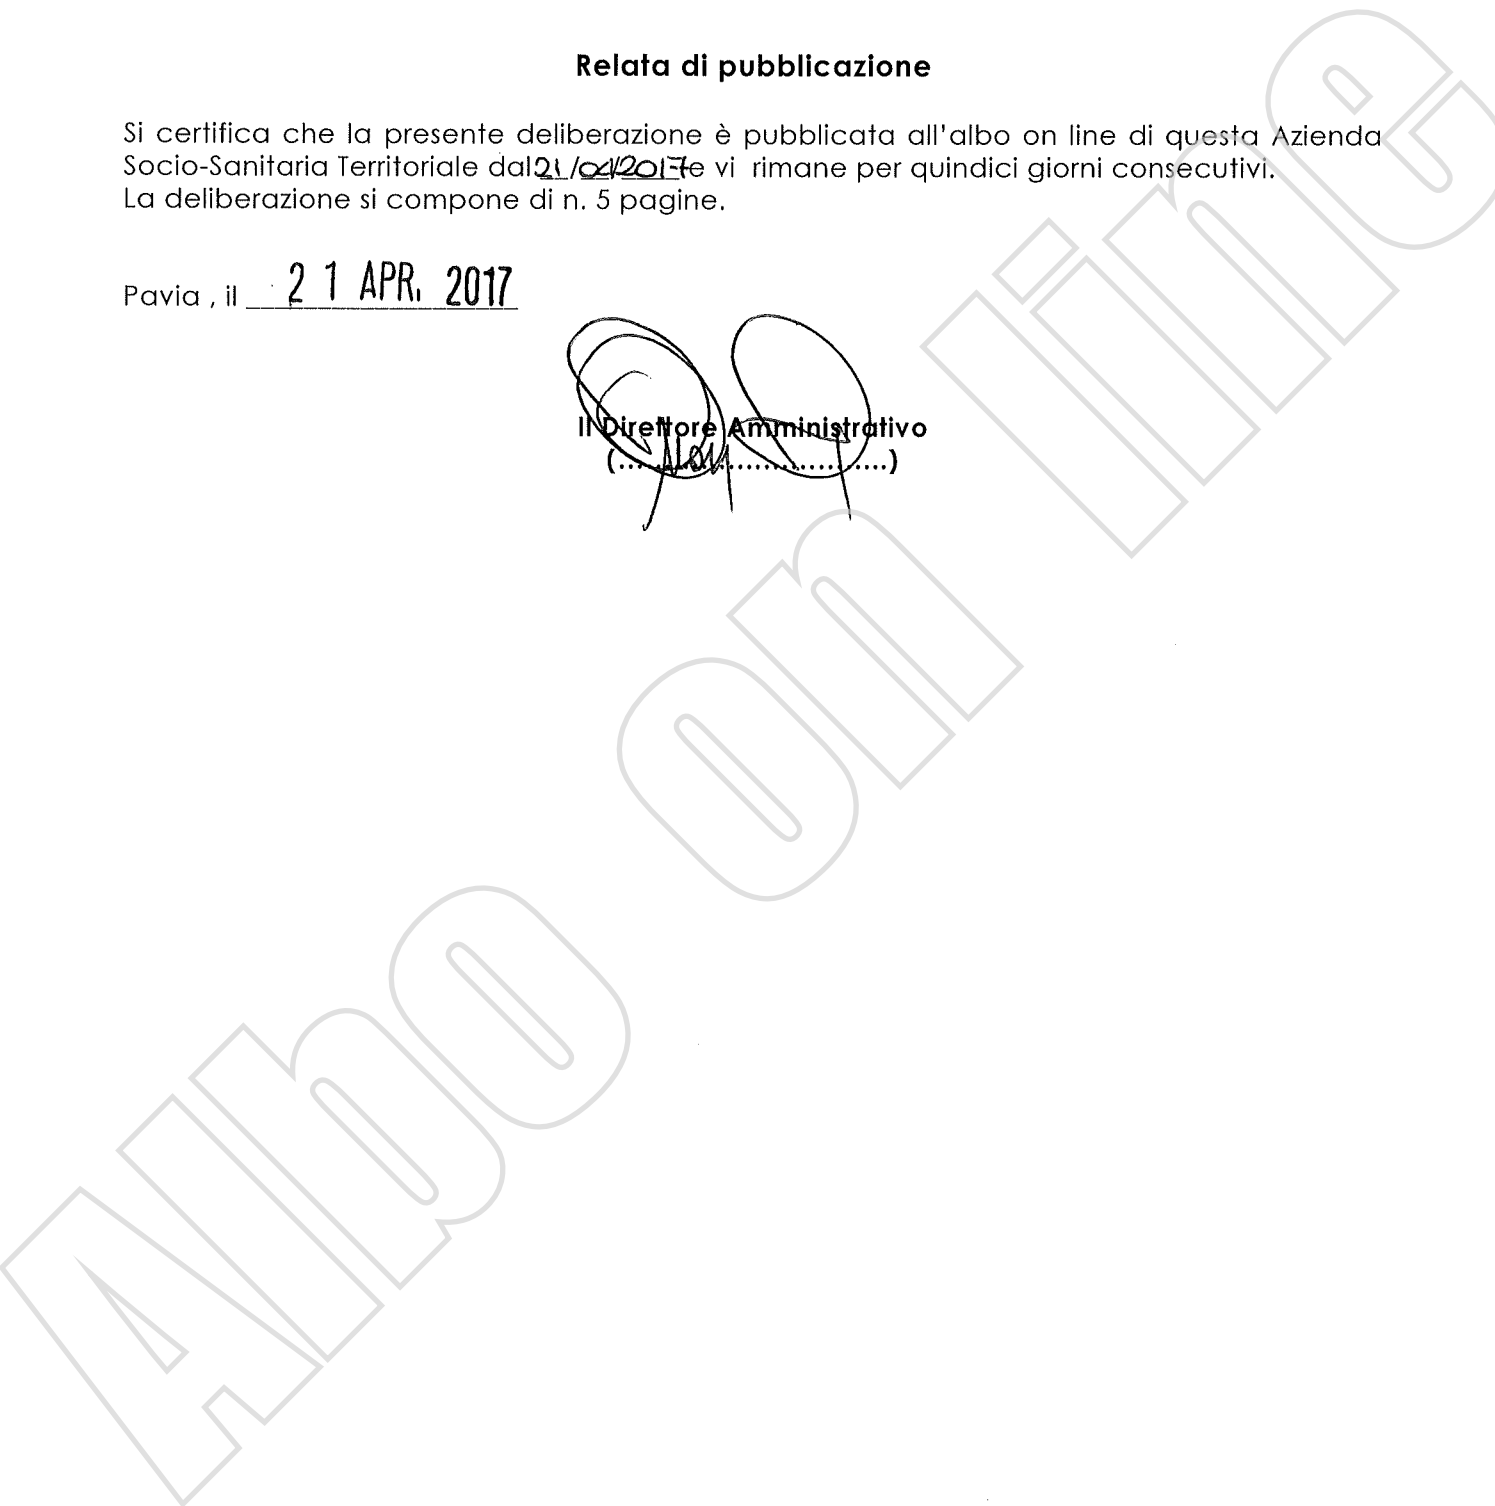 Relata di pubblicazione
Si certifica che la presente deliberazione è pubblicata all'albo on line di questa Azienda
Socio-Sanitaria Territoriale dal 21/04/2017 e vi rimane per quindici giorni consecutivi.
La deliberazione si compone di n. 5 pagine.
Pavia , il 21 APR. 2017
Il Direttore Amministrativo
(..............................)
Albo on line